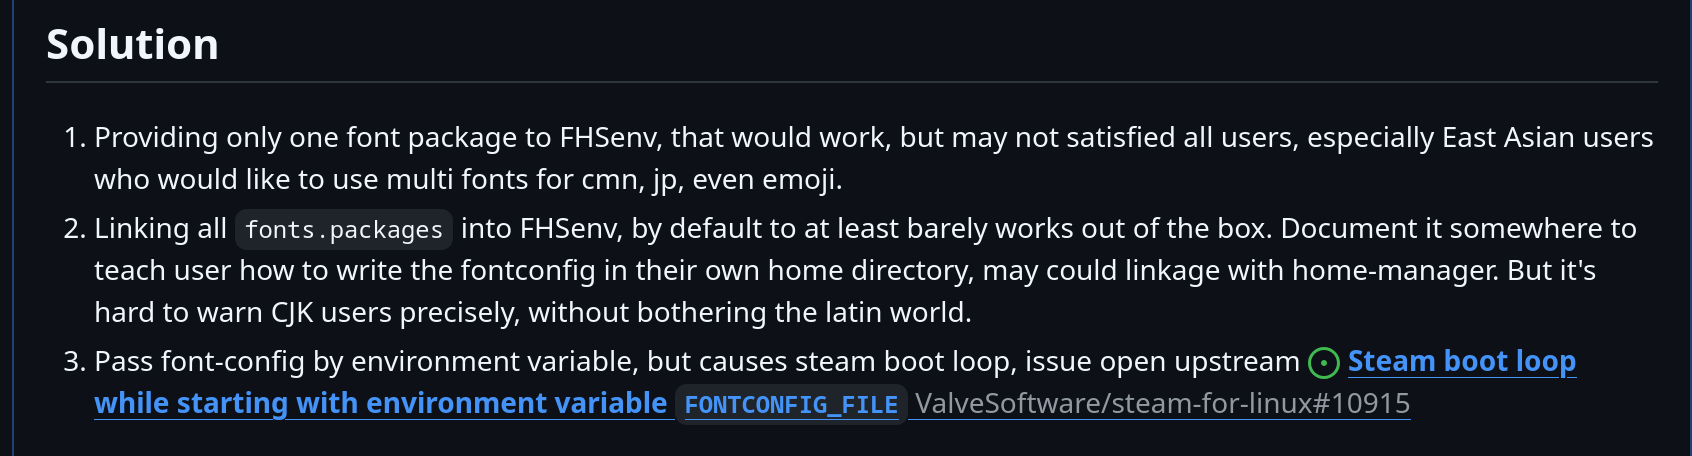 Solution
1. Providing only one font package to FHSenv, that would work, but may not satisfied all users, especially East Asian users
who would like to use multi fonts for cmn, jp, even emoji.
2. Linking all fonts.packages into FHSenv, by default to at least barely works out of the box. Document it somewhere to
teach user how to write the fontconfig in their own home directory, may could linkage with home-manager. But it's
hard to warn CJK users precisely, without bothering the latin world.
3. Pass font-config by environment variable, but causes steam boot loop, issue open upstream Steam boot loop
while starting with environment variable FONTCONFIG_FILE ValveSoftware/steam-for-linux#10915